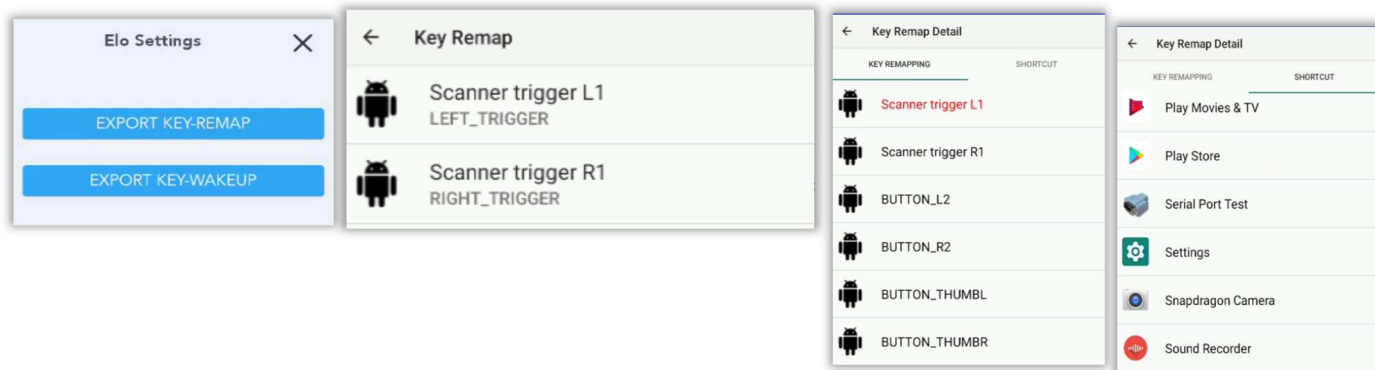 Elo Settings
EXPORT KEY-REMAP
EXPORT KEY-WAKEUP
Key Remap
Scanner trigger L1
LEFT_TRIGGER
Scanner trigger R1
RIGHT_TRIGGER
Key Remap Detail
KEY REMAPPING SHORTCUT
Scanner trigger L1
Scanner trigger R1
BUTTON_L2
BUTTON_R2
BUTTON_THUMBL
BUTTON_THUMBR
Key Remap Detail
KEY REMAPPING SHORTCUT
Play Movies & TV
Play Store
Serial Port Test
Settings
Snapdragon Camera
Sound Recorder